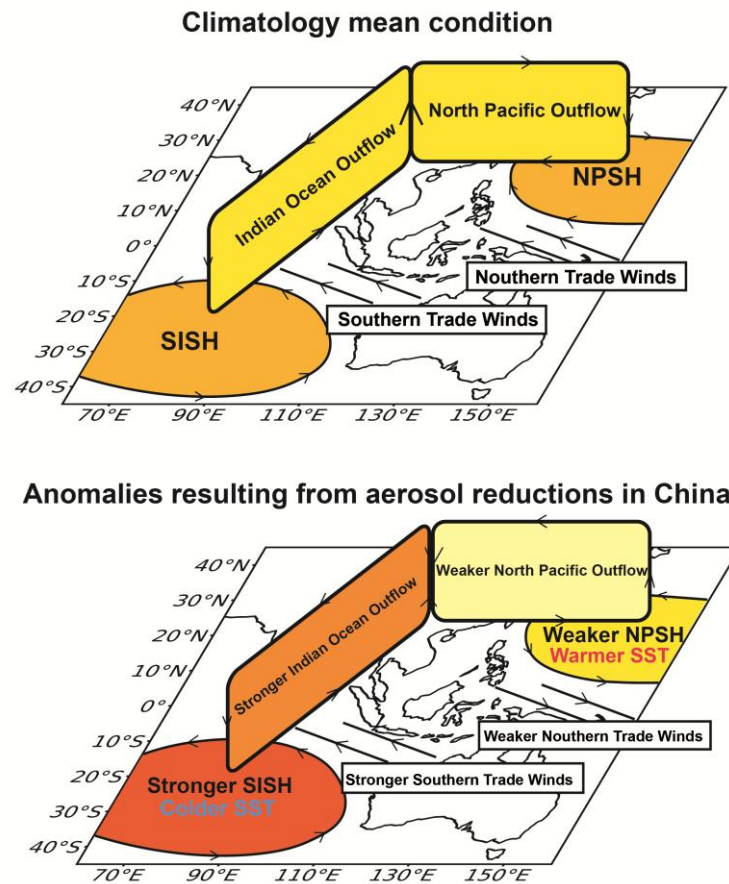 Climatology mean condition
North Pacific Outflow
Indian Ocean Outflow
NPSH
SISH
Nouthern Trade Winds
Southern Trade Winds
40°N
30°N
20°N
10°N
0°
10°S
20°S
30°S
40°S
70°E
90°E
110°E
130°E
150°E
Anomalies resulting from aerosol reductions in China
Weaker North Pacific Outflow
Stronger Indian Ocean Outflow
Weaker NPSH
Warmer SST
Weaker Nouthern Trade Winds
Stronger Southern Trade Winds
Stronger SISH
Colder SST
40°N
30°N
20°N
10°N
0°
10°S
20°S
30°S
40°S
70°E
90°E
110°E
130°E
150°E